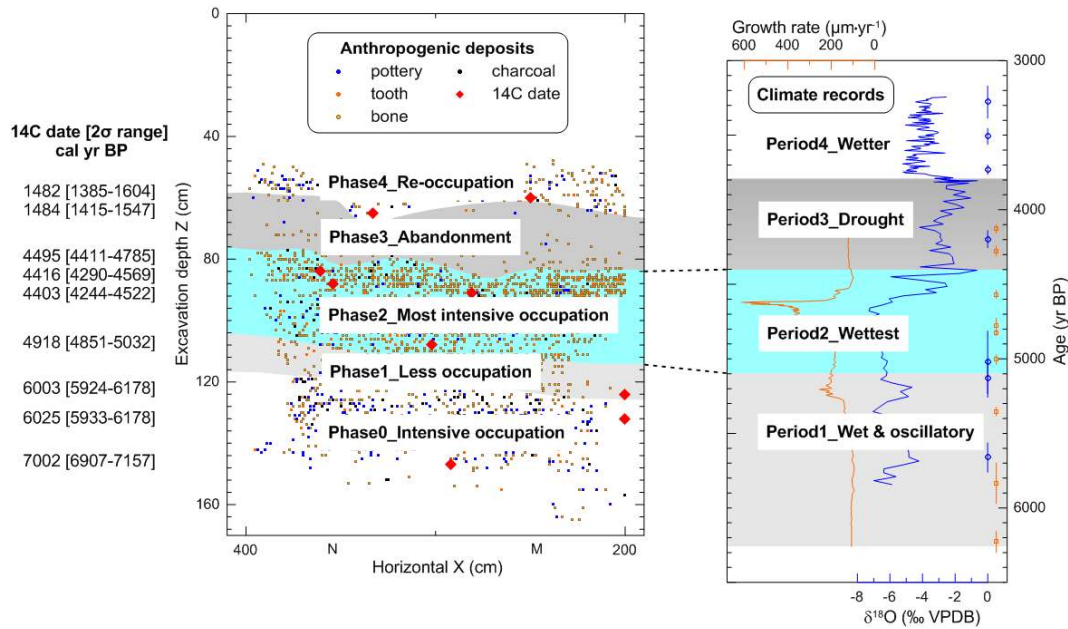 Anthropogenic deposits
pottery
charcoal
tooth
14C date
bone
14C date [2σ range]
cal yr BP
1482 [1385-1604]
1484 [1415-1547]
4495 [4411-4785]
4416 [4290-4569]
4403 [4244-4522]
4918 [4851-5032]
6003 [5924-6178]
6025 [5933-6178]
7002 [6907-7157]
Excavation depth Z (cm)
0
40
80
120
160
Phase4_Re-occupation
Phase3_Abandonment
Phase2_Most intensive occupation
Phase1_Less occupation
Phase0_Intensive occupation
400
N
M
200
Horizontal X (cm)
Growth rate (μm·yr⁻¹)
600
400
200
0
Climate records
Period4_Wetter
Period3_Drought
Period2_Wettest
Period1_Wet & oscillatory
3000
4000
5000
6000
Age (yr BP)
-8
-6
-4
-2
0
δ¹⁸O (‰ VPDB)